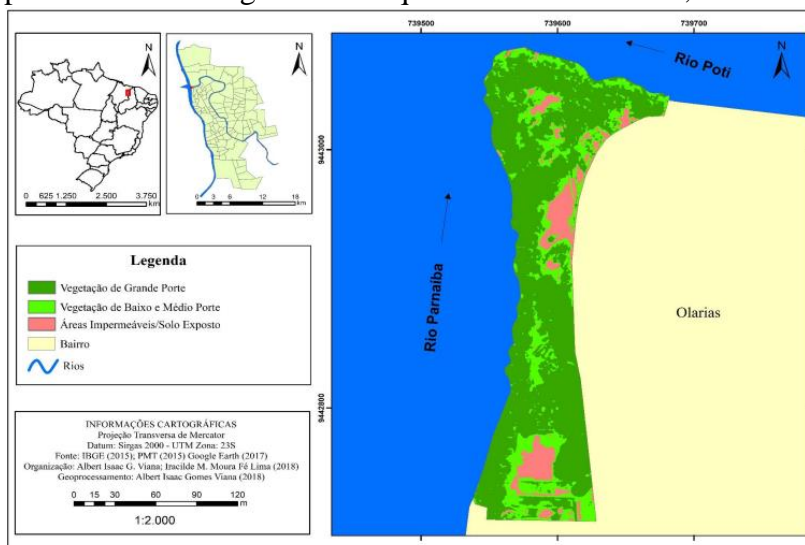 739500 739600 739700
Rio Poti
N
N
N
9443000
0 625 1.250 2.500 3.750
km
0 3 6 12 18
km
Rio Parnaíba
Legenda
Vegetação de Grande Porte
Vegetação de Baixo e Médio Porte
Áreas Impermeáveis/Solo Exposto
Bairro
Rios
Olarias
9442800
INFORMAÇÕES CARTOGRÁFICAS
Projeção Transversa de Mercator
Datum: Sirgas 2000 - UTM Zona: 23S
Fonte: IBGE (2015); PMT (2015) Google Earth (2017)
Organização: Albert Isaac G. Viana; Iracilde M. Moura Fé Lima (2018)
Geoprocessamento: Albert Isaac Gomes Viana (2018)
0 15 30 60 90 120
m
1:2.000